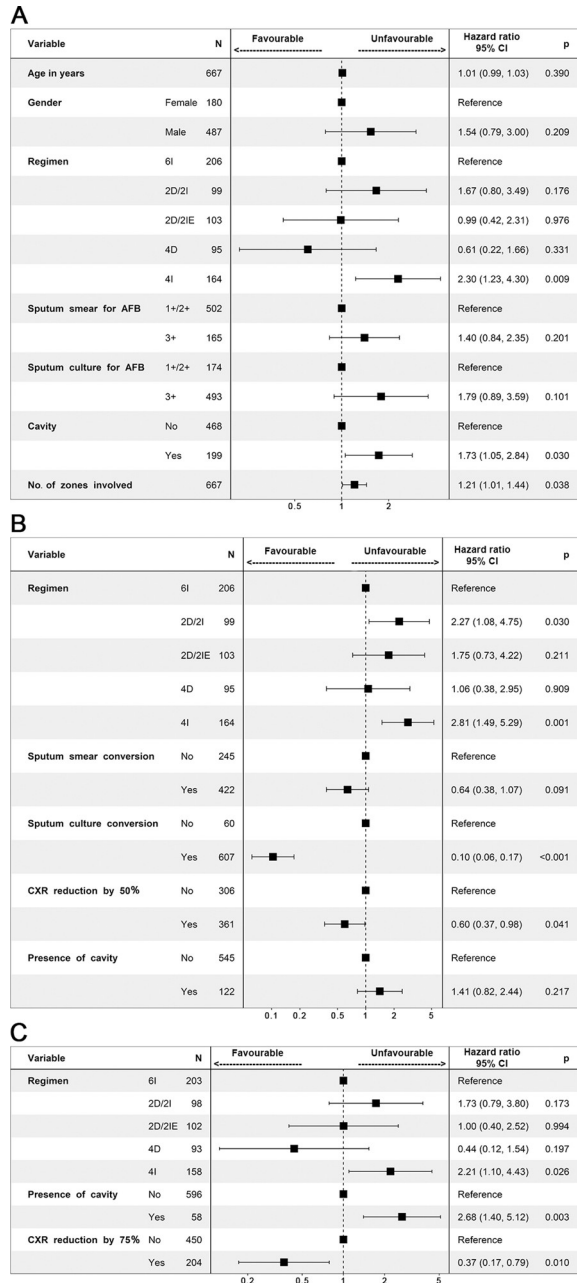 A
Variable N Favourable Unfavourable Hazard ratio 95% CI p
<---------------------- ---------------------->
Age in years 667 1.01 (0.99, 1.03) 0.390
Gender Female 180 Reference
Male 487 1.54 (0.79, 3.00) 0.209
Regimen 6I 206 Reference
2D/2I 99 1.67 (0.80, 3.49) 0.176
2D/2IE 103 0.99 (0.42, 2.31) 0.976
4D 95 0.61 (0.22, 1.66) 0.331
4I 164 2.30 (1.23, 4.30) 0.009
Sputum smear for AFB 1+/2+ 502 Reference
3+ 165 1.40 (0.84, 2.35) 0.201
Sputum culture for AFB 1+/2+ 174 Reference
3+ 493 1.79 (0.89, 3.59) 0.101
Cavity No 468 Reference
Yes 199 1.73 (1.05, 2.84) 0.030
No. of zones involved 667 1.21 (1.01, 1.44) 0.038
0.5 1 2
B
Variable N Favourable Unfavourable Hazard ratio 95% CI p
<---------------------- ---------------------->
Regimen 6I 206 Reference
2D/2I 99 2.27 (1.08, 4.75) 0.030
2D/2IE 103 1.75 (0.73, 4.22) 0.211
4D 95 1.06 (0.38, 2.95) 0.909
4I 164 2.81 (1.49, 5.29) 0.001
Sputum smear conversion No 245 Reference
Yes 422 0.64 (0.38, 1.07) 0.091
Sputum culture conversion No 60 Reference
Yes 607 0.10 (0.06, 0.17) <0.001
CXR reduction by 50% No 306 Reference
Yes 361 0.60 (0.37, 0.98) 0.041
Presence of cavity No 545 Reference
Yes 122 1.41 (0.82, 2.44) 0.217
0.1 0.2 0.5 1 2 5
C
Variable N Favourable Unfavourable Hazard ratio 95% CI p
<---------------------- ---------------------->
Regimen 6I 203 Reference
2D/2I 98 1.73 (0.79, 3.80) 0.173
2D/2IE 102 1.00 (0.40, 2.52) 0.994
4D 93 0.44 (0.12, 1.54) 0.197
4I 158 2.21 (1.10, 4.43) 0.026
Presence of cavity No 596 Reference
Yes 58 2.68 (1.40, 5.12) 0.003
CXR reduction by 75% No 450 Reference
Yes 204 0.37 (0.17, 0.79) 0.010
0.2 0.5 1 2 5